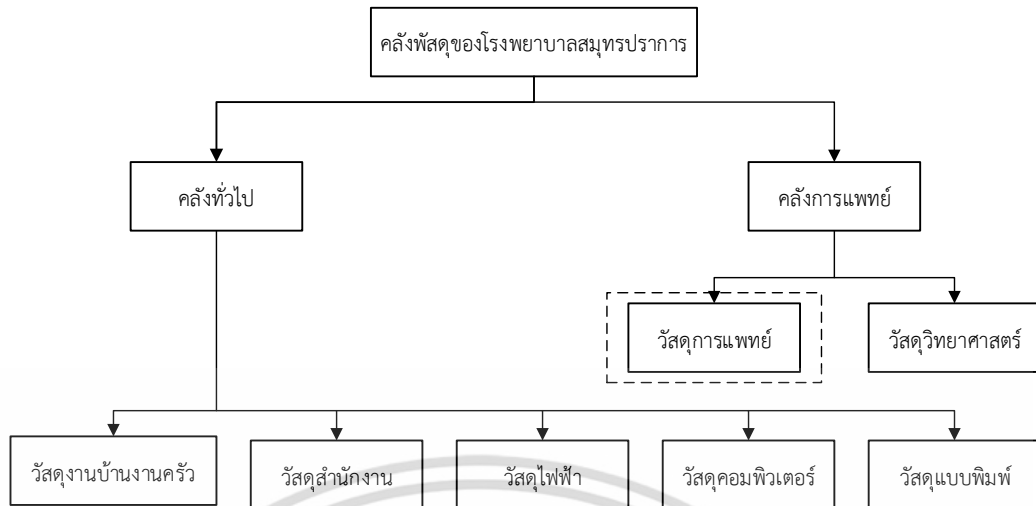 คลังพัสดุของโรงพยาบาลสมุทรปราการ
คลังทั่วไป
คลังการแพทย์
วัสดุการแพทย์
วัสดุวิทยาศาสตร์
วัสดุงานบ้านงานครัว
วัสดุสำนักงาน
วัสดุไฟฟ้า
วัสดุคอมพิวเตอร์
วัสดุแบบพิมพ์